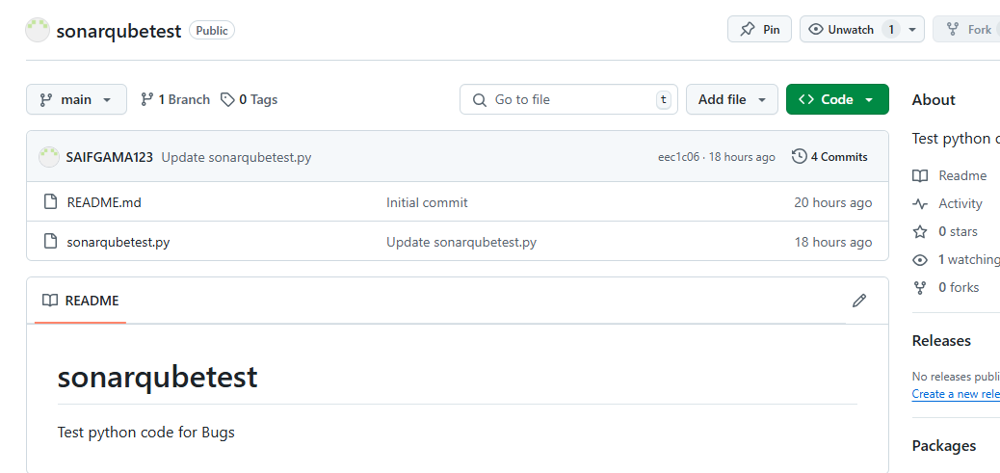 sonarqubetest Public Pin Unwatch 1 Fork
main 1 Branch 0 Tags Go to file t Add file Code
SAIFGAMA123 Update sonarqubetest.py eec1c06 · 18 hours ago 4 Commits
README.md Initial commit 20 hours ago
sonarqubetest.py Update sonarqubetest.py 18 hours ago
README
sonarqubetest
Test python code for Bugs
About
Test python
Readme
Activity
0 stars
1 watching
0 forks
Releases
No releases
Create a new
Packages